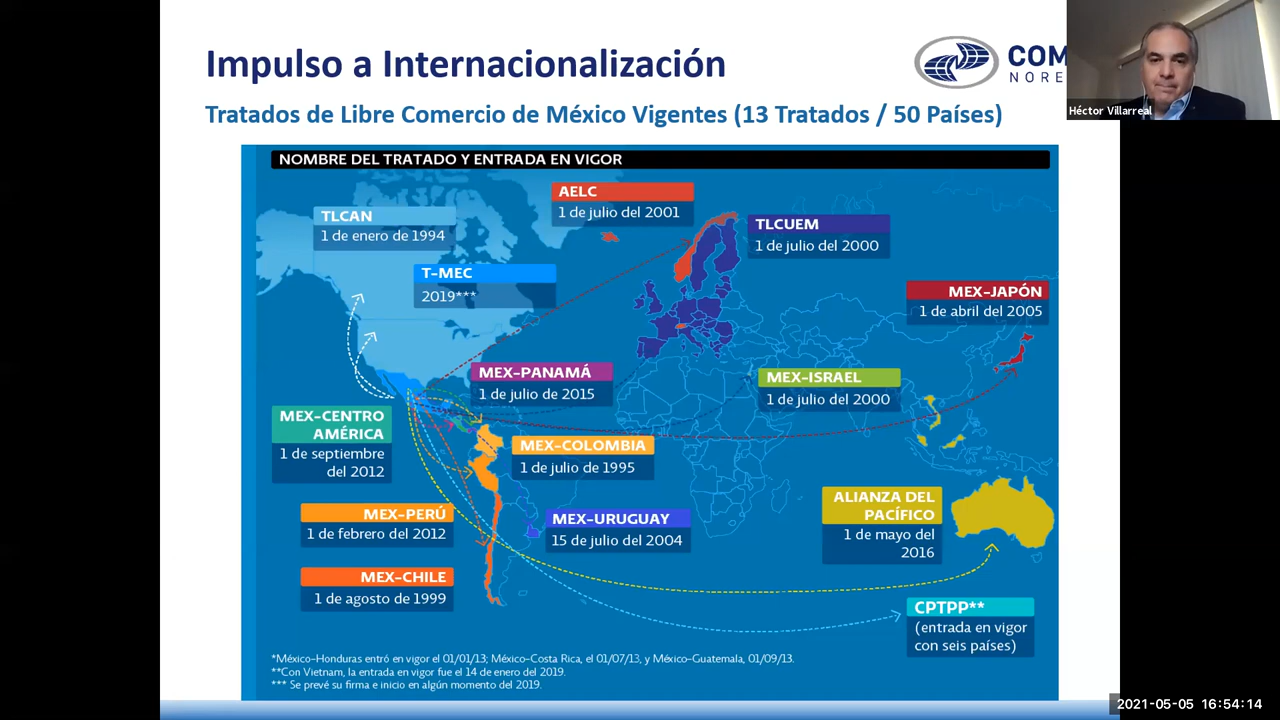 Impulso a Internacionalización
COM
NORE
Héctor Villarreal
Tratados de Libre Comercio de México Vigentes (13 Tratados / 50 Países)
NOMBRE DEL TRATADO Y ENTRADA EN VIGOR
AELC
1 de julio del 2001
TLCAN
1 de enero de 1994
TLCUEM
1 de julio del 2000
T-MEC
2019***
MEX-JAPÓN
1 de abril del 2005
MEX-PANAMÁ
1 de julio de 2015
MEX-ISRAEL
1 de julio del 2000
MEX-CENTRO
AMÉRICA
1 de septiembre
del 2012
MEX-COLOMBIA
1 de julio de 1995
MEX-PERÚ
1 de febrero del 2012
MEX-URUGUAY
15 de julio del 2004
ALIANZA DEL
PACÍFICO
1 de mayo del
2016
MEX-CHILE
1 de agosto de 1999
CPTPP**
(entrada en vigor
con seis países)
*México-Honduras entró en vigor el 01/01/13; México-Costa Rica, el 01/07/13, y México-Guatemala, 01/09/13.
**Con Vietnam, la entrada en vigor fue el 14 de enero del 2019.
*** Se prevé su firma e inicio en algún momento del 2019.
2021-05-05 16:54:14